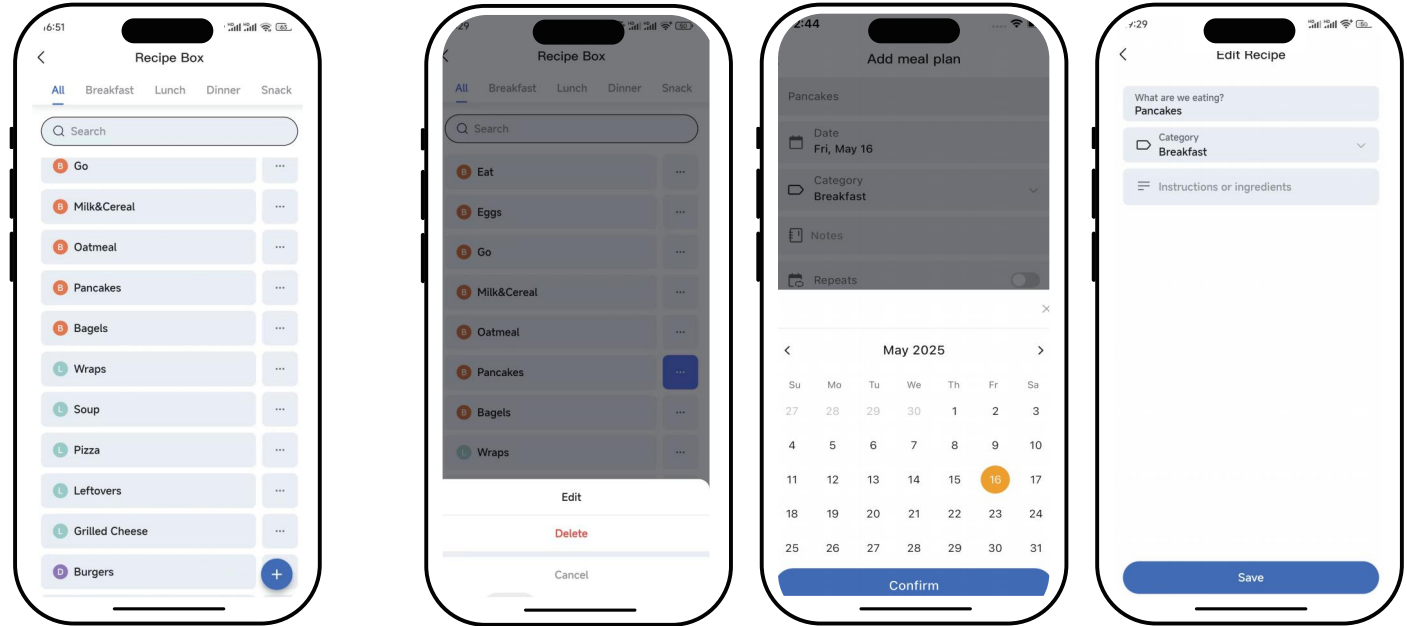 6:51
Recipe Box
All Breakfast Lunch Dinner Snack
Search
B Go
B Milk&Cereal
B Oatmeal
B Pancakes
B Bagels
L Wraps
L Soup
L Pizza
L Leftovers
L Grilled Cheese
D Burgers
+
:29
Recipe Box
All Breakfast Lunch Dinner Snack
Search
B Eat
B Eggs
B Go
B Milk&Cereal
B Oatmeal
B Pancakes
B Bagels
L Wraps
Edit
Delete
Cancel
2:44
Add meal plan
Pancakes
Date
Fri, May 16
Category
Breakfast
Notes
Repeats
May 2025
Su Mo Tu We Th Fr Sa
27 28 29 30 1 2 3
4 5 6 7 8 9 10
11 12 13 14 15 16 17
18 19 20 21 22 23 24
25 26 27 28 29 30 31
Confirm
:29
Edit Recipe
What are we eating?
Pancakes
Category
Breakfast
Instructions or ingredients
Save